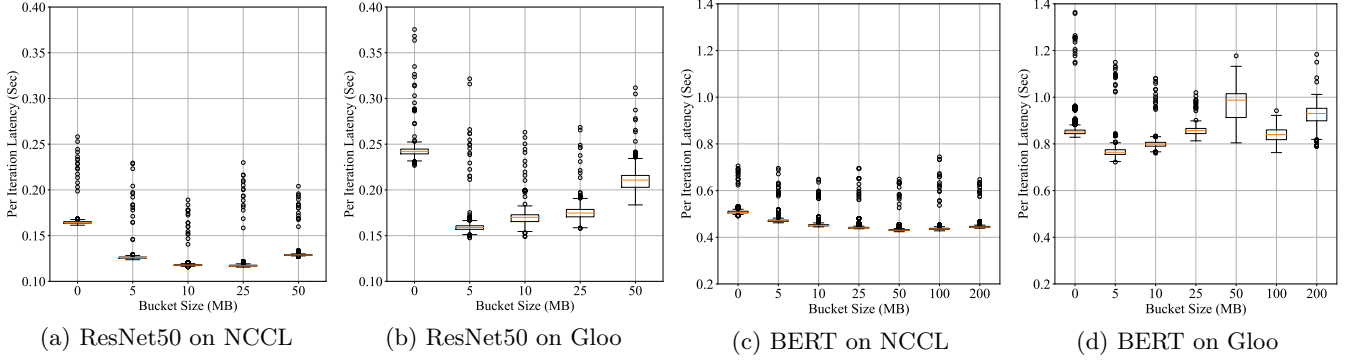 0.40
0.35
0.30
0.25
0.20
0.15
0.10
Per Iteration Latency (Sec)
0 5 10 25 50
Bucket Size (MB)
(a) ResNet50 on NCCL
0.40
0.35
0.30
0.25
0.20
0.15
0.10
Per Iteration Latency (Sec)
0 5 10 25 50
Bucket Size (MB)
(b) ResNet50 on Gloo
1.4
1.2
1.0
0.8
0.6
0.4
0.2
Per Iteration Latency (Sec)
0 5 10 25 50 100 200
Bucket Size (MB)
(c) BERT on NCCL
1.4
1.2
1.0
0.8
0.6
0.4
0.2
Per Iteration Latency (Sec)
0 5 10 25 50 100 200
Bucket Size (MB)
(d) BERT on Gloo